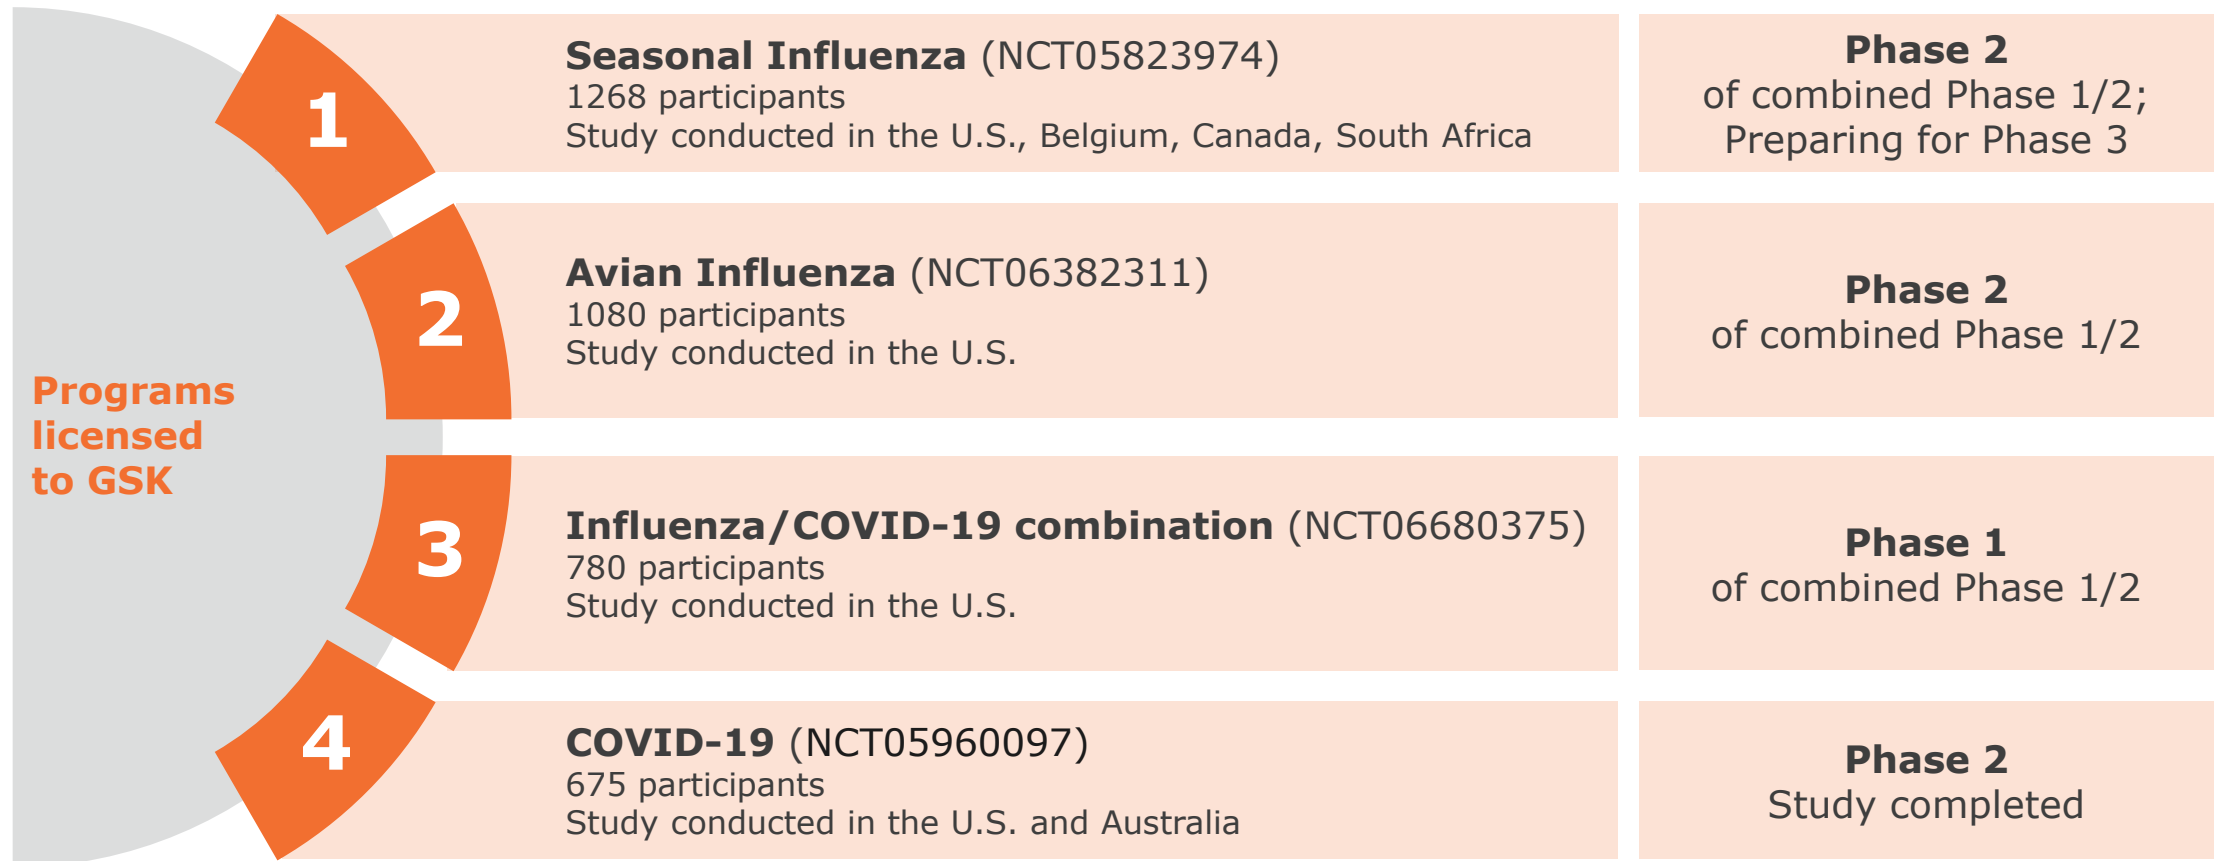 Programs
licensed
to GSK
1
Seasonal Influenza (NCT05823974)
1268 participants
Study conducted in the U.S., Belgium, Canada, South Africa
Phase 2
of combined Phase 1/2;
Preparing for Phase 3
2
Avian Influenza (NCT06382311)
1080 participants
Study conducted in the U.S.
Phase 2
of combined Phase 1/2
3
Influenza/COVID-19 combination (NCT06680375)
780 participants
Study conducted in the U.S.
Phase 1
of combined Phase 1/2
4
COVID-19 (NCT05960097)
675 participants
Study conducted in the U.S. and Australia
Phase 2
Study completed